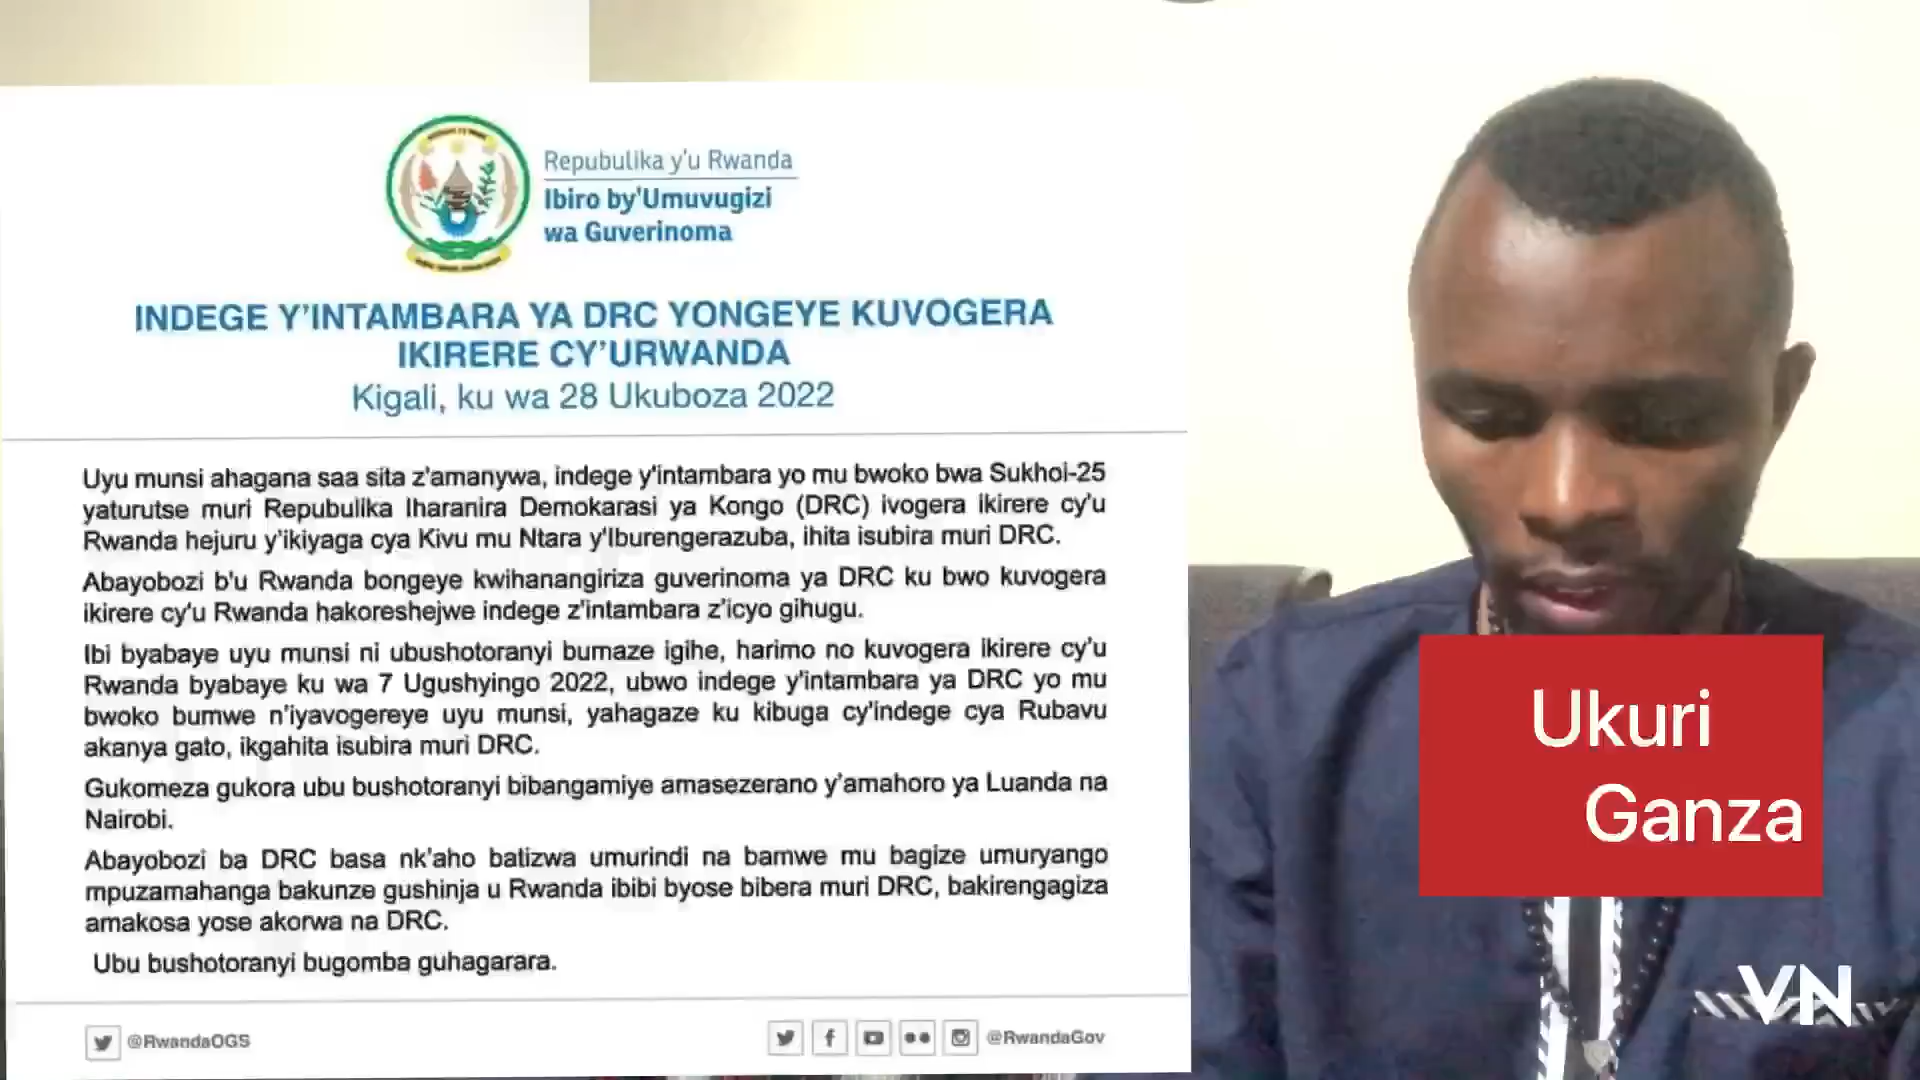 Repubulika y'u Rwanda
Ibiro by'Umuvugizi
wa Guverinoma
INDEGE Y'INTAMBARA YA DRC YONGEYE KUVOGERA
IKIRERE CY'URWANDA
Kigali, ku wa 28 Ukuboza 2022
Uyu munsi ahagana saa sita z'amanywa, indege y'intambara yo mu bwoko bwa Sukhoi-25
yaturutse muri Repubulika Iharanira Demokarasi ya Kongo (DRC) ivogera ikirere cy'u
Rwanda hejuru y'ikiyaga cya Kivu mu Ntara y'Iburengerazuba, ihita isubira muri DRC.
Abayobozi b'u Rwanda bongeye kwihanangiriza guverinoma ya DRC ku bwo kuvogera
ikirere cy'u Rwanda hakoreshejwe indege z'intambara z'icyo gihugu.
Ibi byabaye uyu munsi ni ubushotoranyi bumaze igihe, harimo no kuvogera ikirere cy'u
Rwanda byabaye ku wa 7 Ugushyingo 2022, ubwo indege y'intambara ya DRC yo mu
bwoko bumwe n'iyavogereye uyu munsi, yahagaze ku kibuga cy'indege cya Rubavu
akanya gato, ikgahita isubira muri DRC.
Gukomeza gukora ubu bushotoranyi bibangamiye amasezerano y'amahoro ya Luanda na
Nairobi.
Abayobozi ba DRC basa nk'aho batizwa umurindi na bamwe mu bagize umuryango
mpuzamahanga bakunze gushinja u Rwanda ibibi byose bibera muri DRC, bakirengagiza
amakosa yose akorwa na DRC.
Ubu bushotoranyi bugomba guhagarara.
@RwandaOGS
@RwandaGov
Ukuri
Ganza
VN